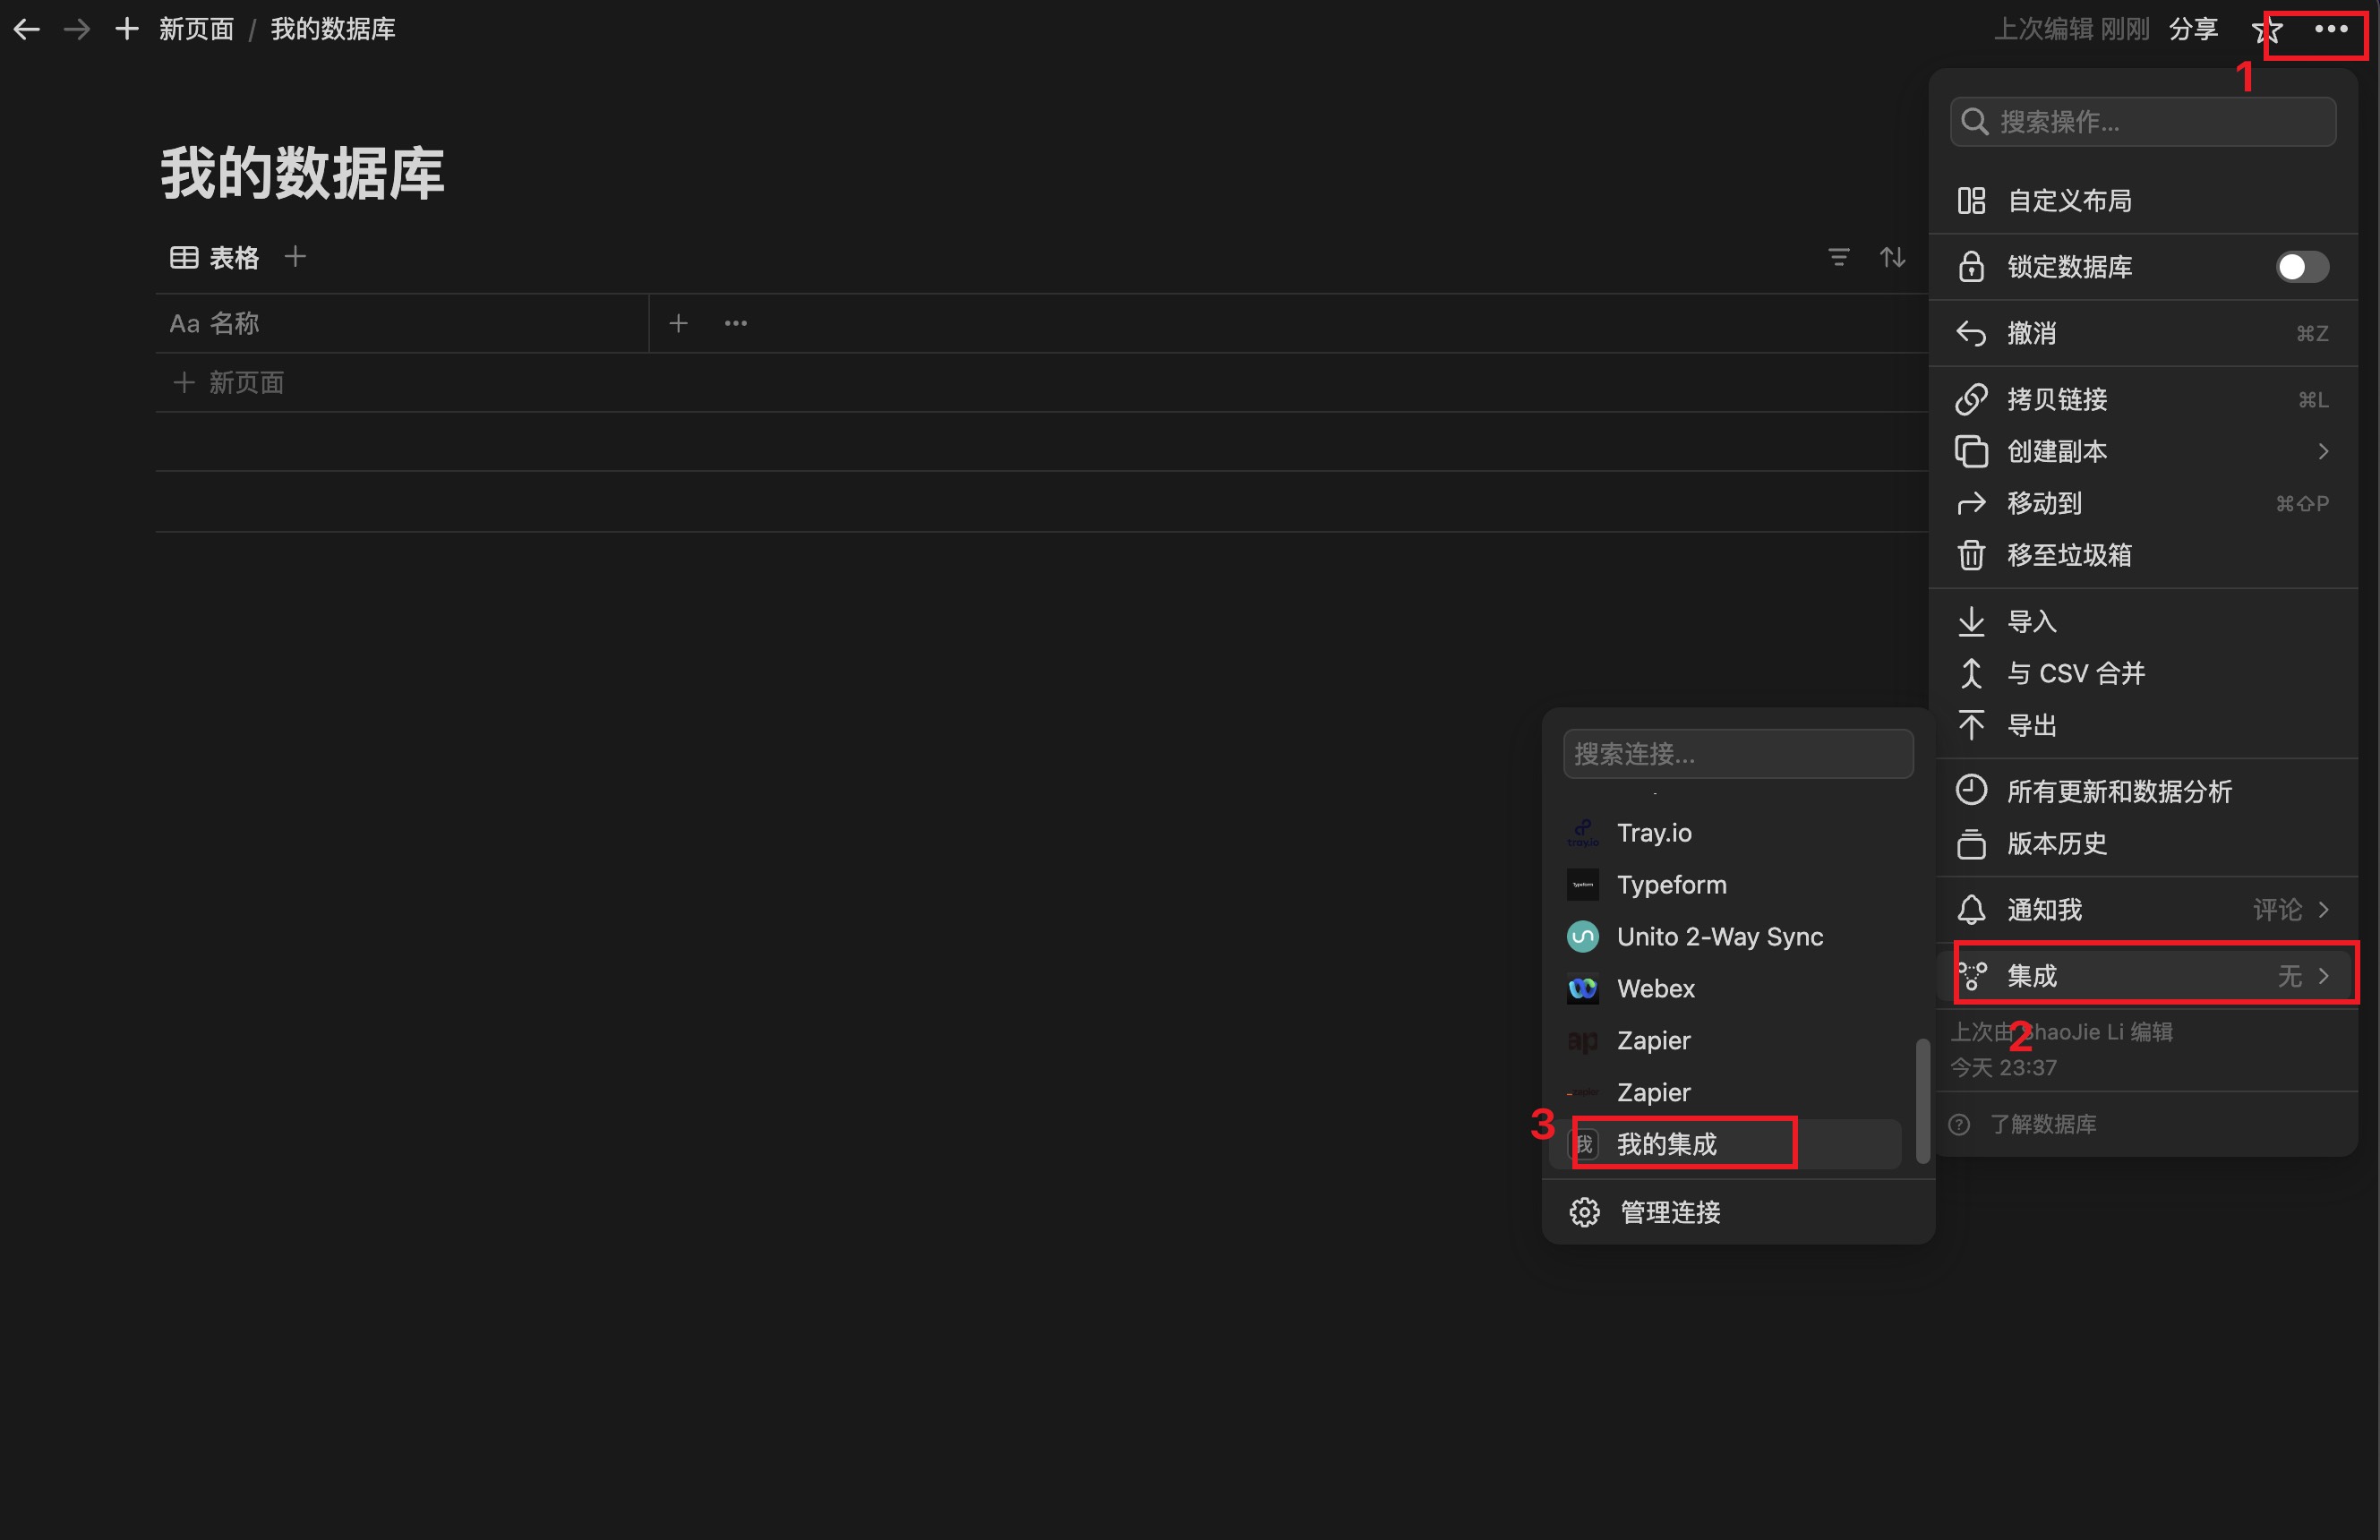 新页面 / 我的数据库
上次编辑 刚刚 分享
1
我的数据库
表格
Aa 名称
新页面
搜索操作...
自定义布局
锁定数据库
撤消 ⌘Z
拷贝链接 ⌘L
创建副本
移动到 ⌘⇧P
移至垃圾箱
导入
与 CSV 合并
导出
所有更新和数据分析
版本历史
通知我 评论
集成 无
2
上次由 ShaoJie Li 编辑
今天 23:37
了解数据库
搜索连接...
tray.io Tray.io
Typeform Typeform
Unito 2-Way Sync
Webex
Zapier
Zapier
3
我 我的集成
管理连接